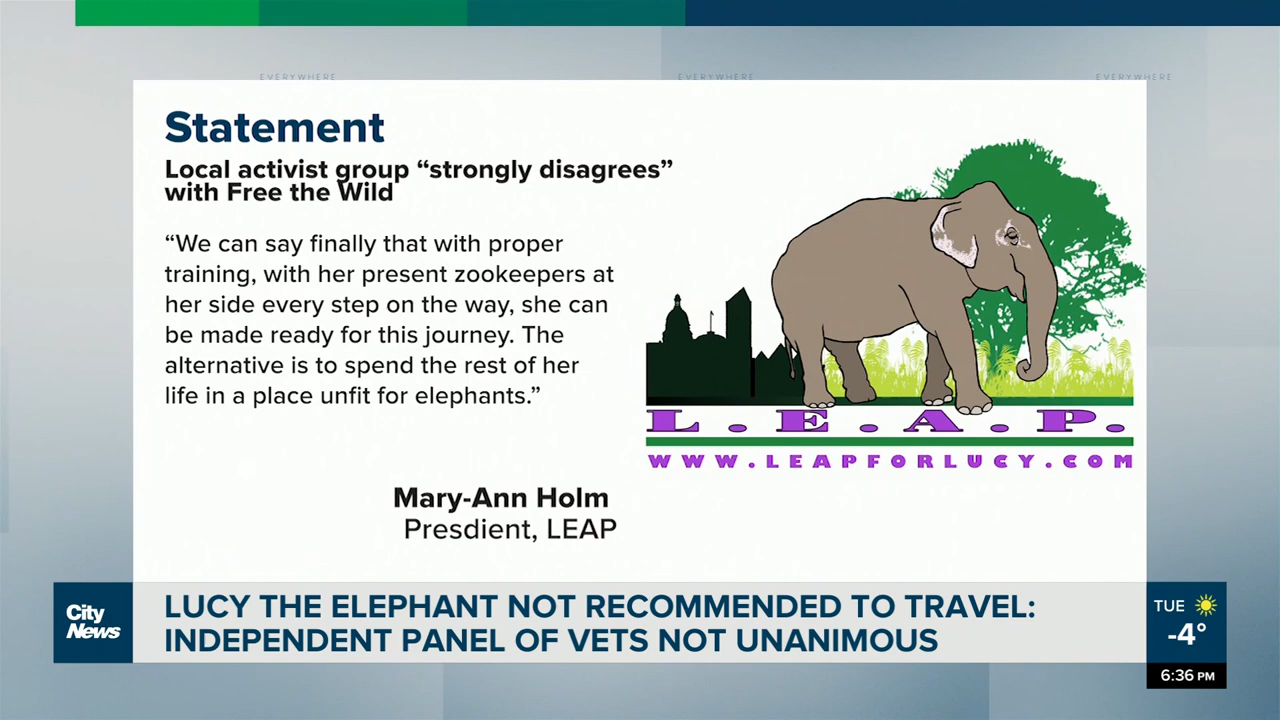 EVERYWHERE EVERYWHERE EVERYWHERE
Statement
Local activist group “strongly disagrees”
with Free the Wild
“We can say finally that with proper
training, with her present zookeepers at
her side every step on the way, she can
be made ready for this journey. The
alternative is to spend the rest of her
life in a place unfit for elephants.”
Mary-Ann Holm
Presdient, LEAP
L.E.A.P.
WWW.LEAPFORLUCY.COM
City
News
LUCY THE ELEPHANT NOT RECOMMENDED TO TRAVEL:
INDEPENDENT PANEL OF VETS NOT UNANIMOUS
TUE
-4°
6:36 PM